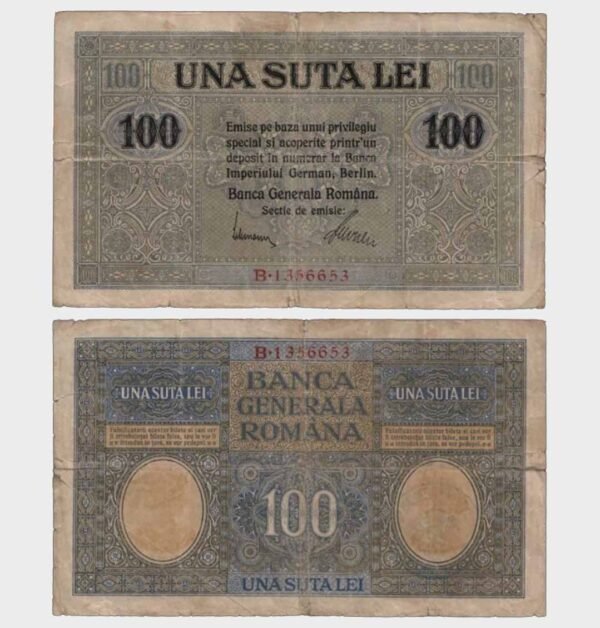 100 UNA SUTA LEI 100
100 100
Emise pe baza unui privilegiu
special si acoperite printr'un
deposit în numerar la Banca
Imperiului German, Berlin.
Banca Generala Româna.
Sectie de emisie:
B·1356653
B·1356653
BANCA
GENERALA
ROMÂNA
UNA SUTA LEI UNA SUTA LEI
100
LEI
UNA SUTA LEI